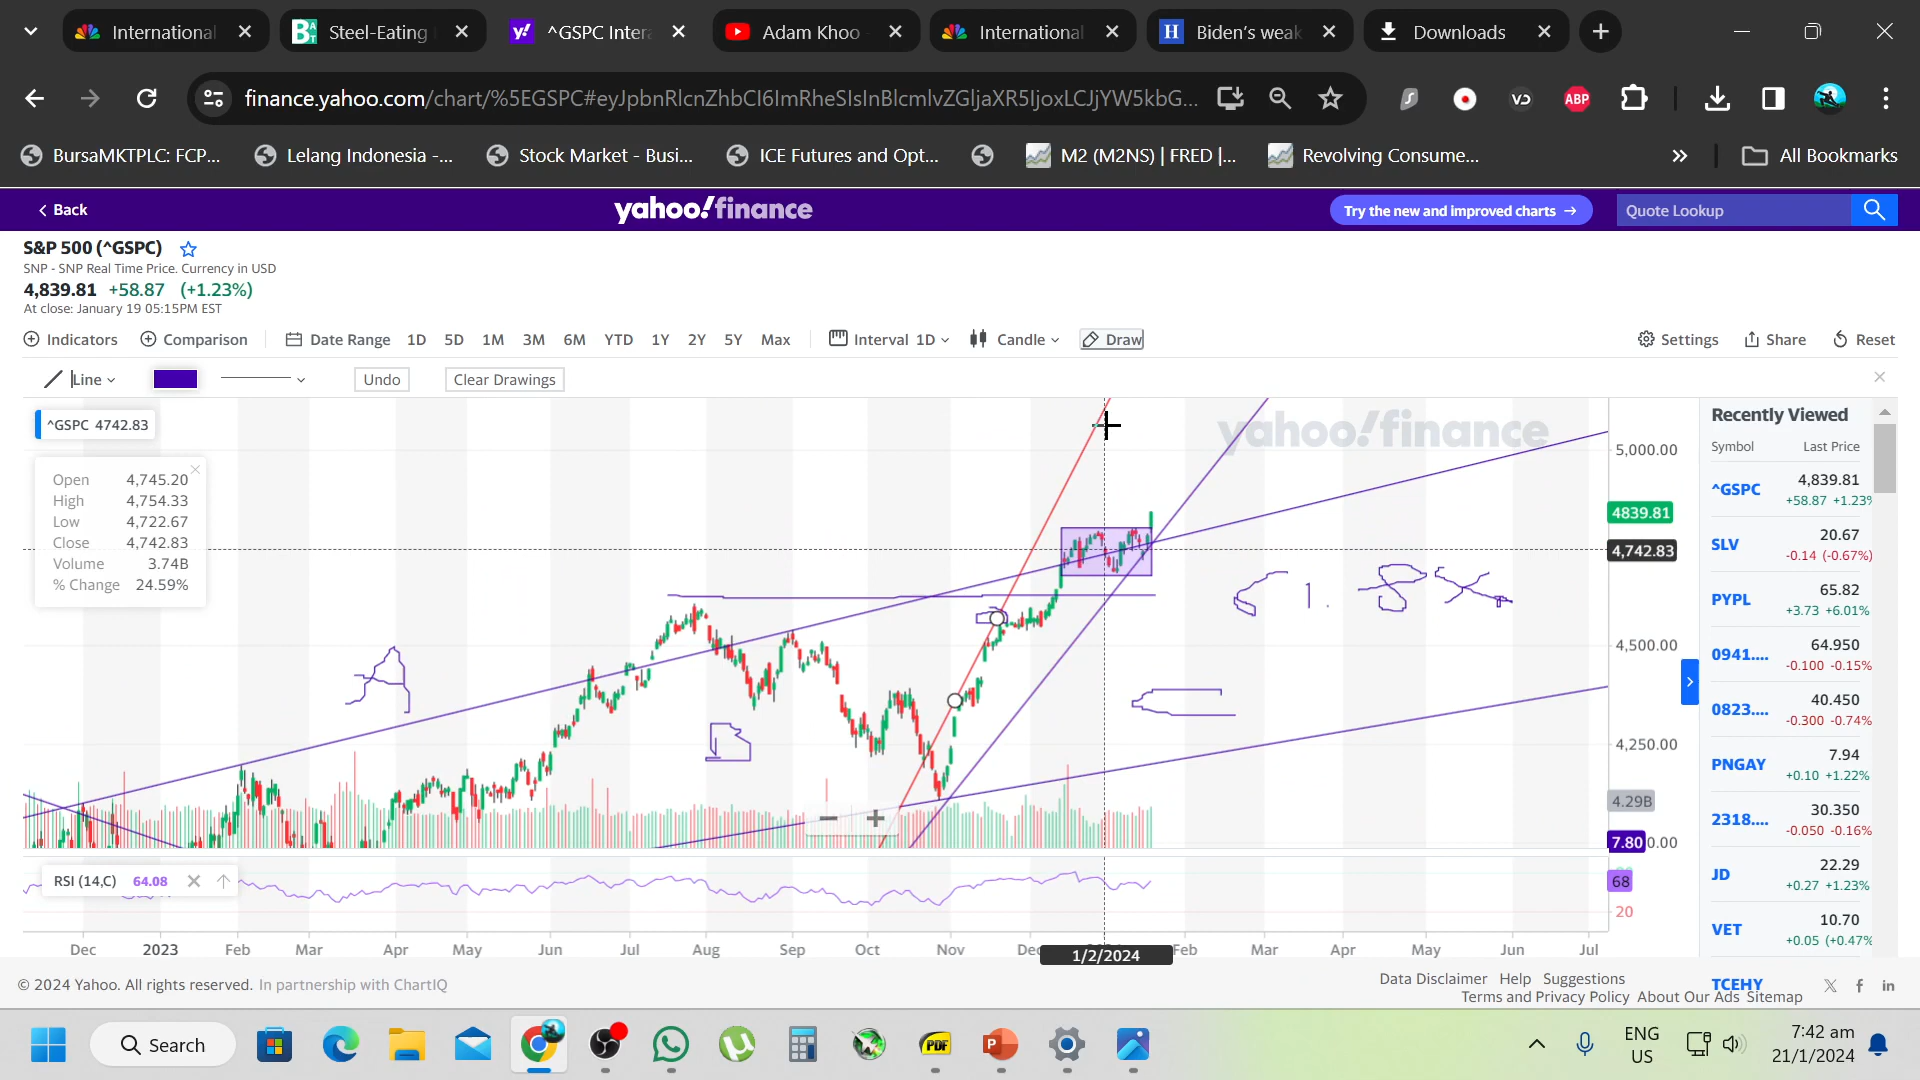 International
Steel-Eating
^GSPC Inter
Adam Khoo
International
Biden's weak
Downloads
finance.yahoo.com/chart/%5EGSPC#eyJpbnRlcnZhbCI6ImRheSIsInBlcmlvZGljaXR5IjoxLCJjYW5kbG...
BursaMKTPLC: FCP...
Lelang Indonesia -...
Stock Market - Busi...
ICE Futures and Opt...
M2 (M2NS) | FRED |...
Revolving Consume...
All Bookmarks
Back
yahoo!finance
Try the new and improved charts →
Quote Lookup
S&P 500 (^GSPC)
SNP - SNP Real Time Price. Currency in USD
4,839.81 +58.87 (+1.23%)
At close: January 19 05:15PM EST
Indicators
Comparison
Date Range 1D 5D 1M 3M 6M YTD 1Y 2Y 5Y Max
Interval 1D
Candle
Draw
Settings
Share
Reset
Line
Undo
Clear Drawings
^GSPC 4742.83
Open 4,745.20
High 4,754.33
Low 4,722.67
Close 4,742.83
Volume 3.74B
% Change 24.59%
yahoo!finance
5,000.00
4839.81
4,742.83
4,500.00
4,250.00
4.29B
7.80
0.00
A
B
C
RSI (14,C) 64.08
68
20
Dec 2023 Feb Mar Apr May Jun Jul Aug Sep Oct Nov Dec 1/2/2024 Feb Mar Apr May Jun Jul
Recently Viewed
Symbol Last Price
^GSPC 4,839.81
+58.87 +1.23%
SLV 20.67
-0.14 (-0.67%)
PYPL 65.82
+3.73 +6.01%
0941.... 64.950
-0.100 -0.15%
0823.... 40.450
-0.300 -0.74%
PNGAY 7.94
+0.10 +1.22%
2318.... 30.350
-0.050 -0.16%
JD 22.29
+0.27 +1.23%
VET 10.70
+0.05 (+0.47%
TCEHY
© 2024 Yahoo. All rights reserved. In partnership with ChartIQ
Data Disclaimer Help Suggestions
Terms and Privacy Policy About Our Ads Sitemap
Search
ENG
US
7:42 am
21/1/2024